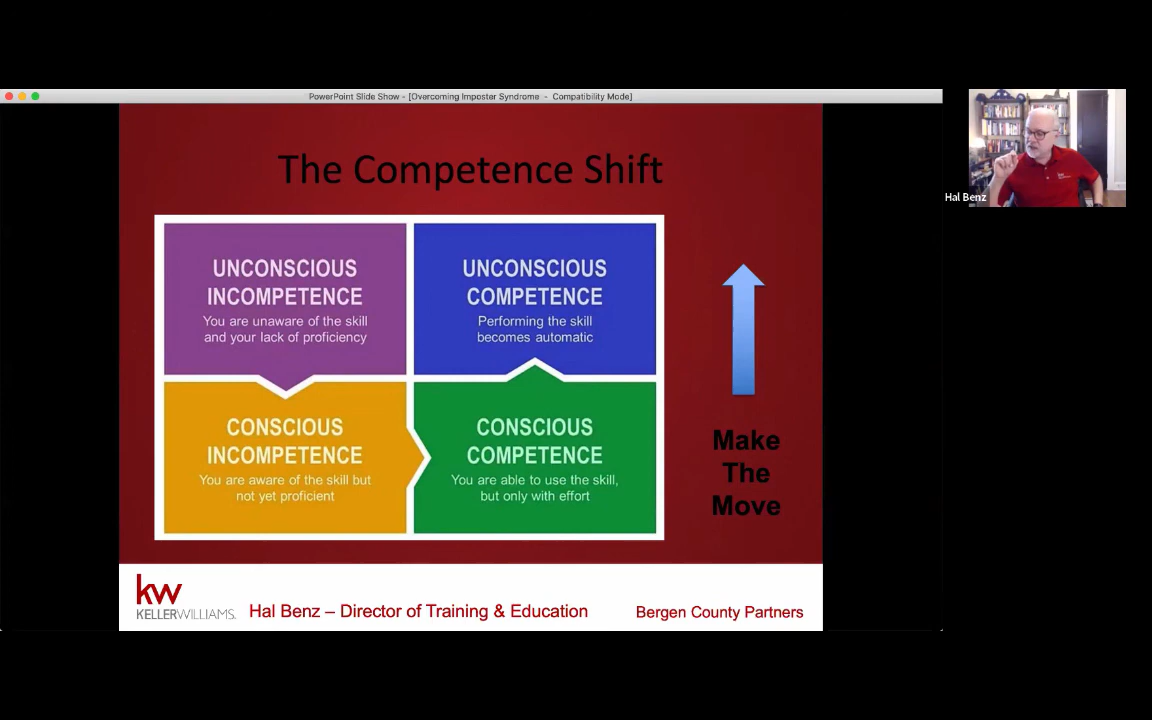 PowerPoint Slide Show - [Overcoming Imposter Syndrome - Compatibility Mode]
The Competence Shift
UNCONSCIOUS
INCOMPETENCE
You are unaware of the skill
and your lack of proficiency
UNCONSCIOUS
COMPETENCE
Performing the skill
becomes automatic
CONSCIOUS
INCOMPETENCE
You are aware of the skill but
not yet proficient
CONSCIOUS
COMPETENCE
You are able to use the skill,
but only with effort
Make
The
Move
kw
KELLERWILLIAMS.
Hal Benz – Director of Training & Education
Bergen County Partners
Hal Benz
kw